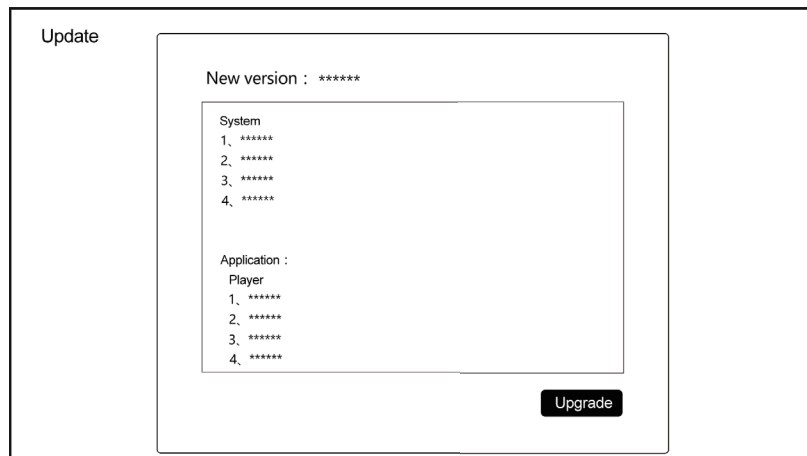 Update
New version： ******
System
1、******
2、******
3、******
4、******
Application：
Player
1、******
2、******
3、******
4、******
Upgrade